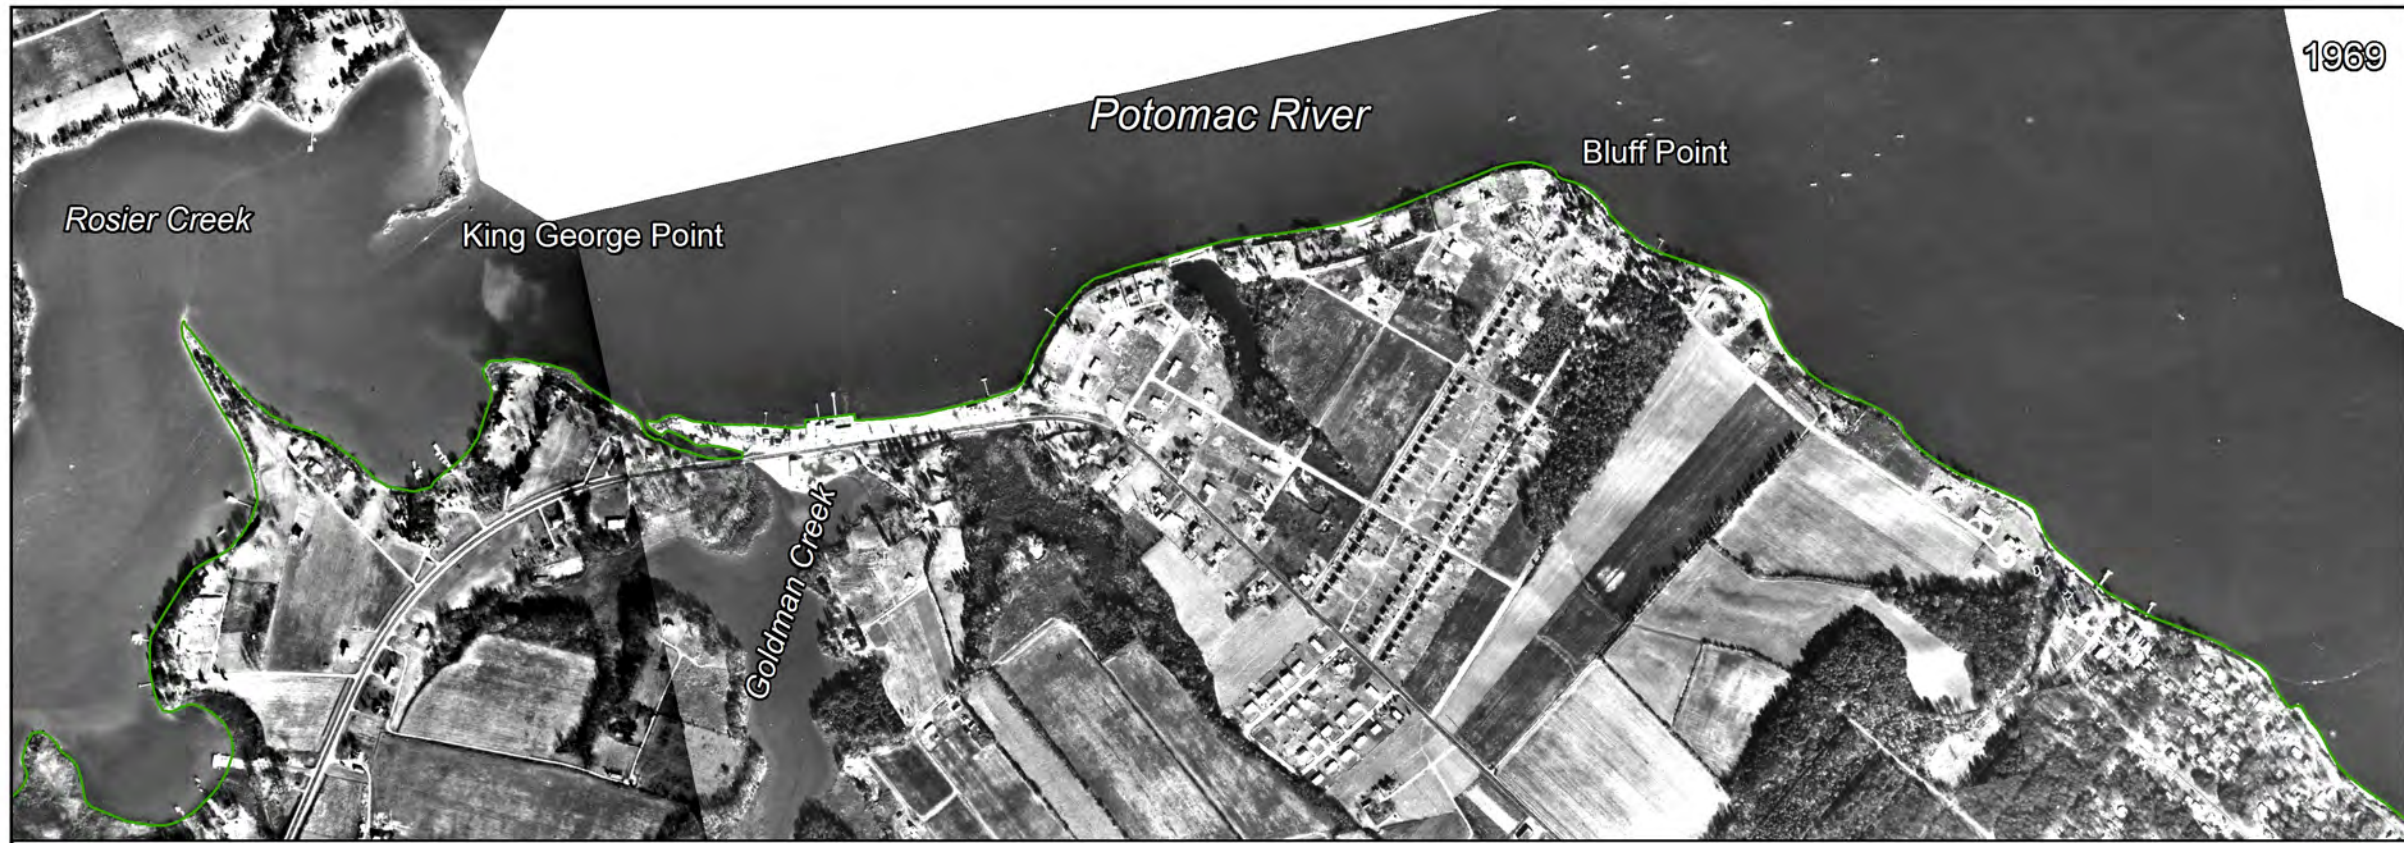 1969
Potomac River
Bluff Point
Rosier Creek
King George Point
Goldman Creek